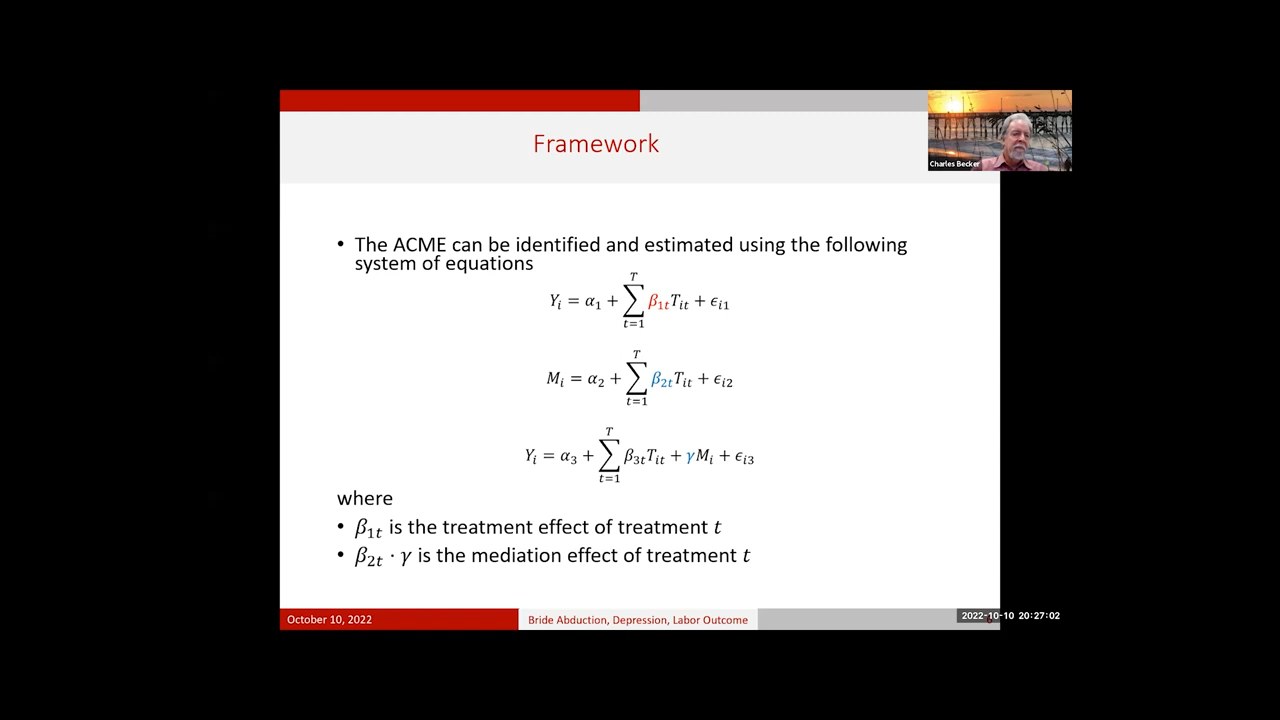 Framework
Charles Becker
• The ACME can be identified and estimated using the following
system of equations
Y_i = α_1 + ∑_{t=1}^{T} β_{1t} T_{it} + ϵ_{i1}
M_i = α_2 + ∑_{t=1}^{T} β_{2t} T_{it} + ϵ_{i2}
Y_i = α_3 + ∑_{t=1}^{T} β_{3t} T_{it} + γ M_i + ϵ_{i3}
where
• β_{1t} is the treatment effect of treatment t
• β_{2t} · γ is the mediation effect of treatment t
October 10, 2022
Bride Abduction, Depression, Labor Outcome
2022-10-10 20:27:02